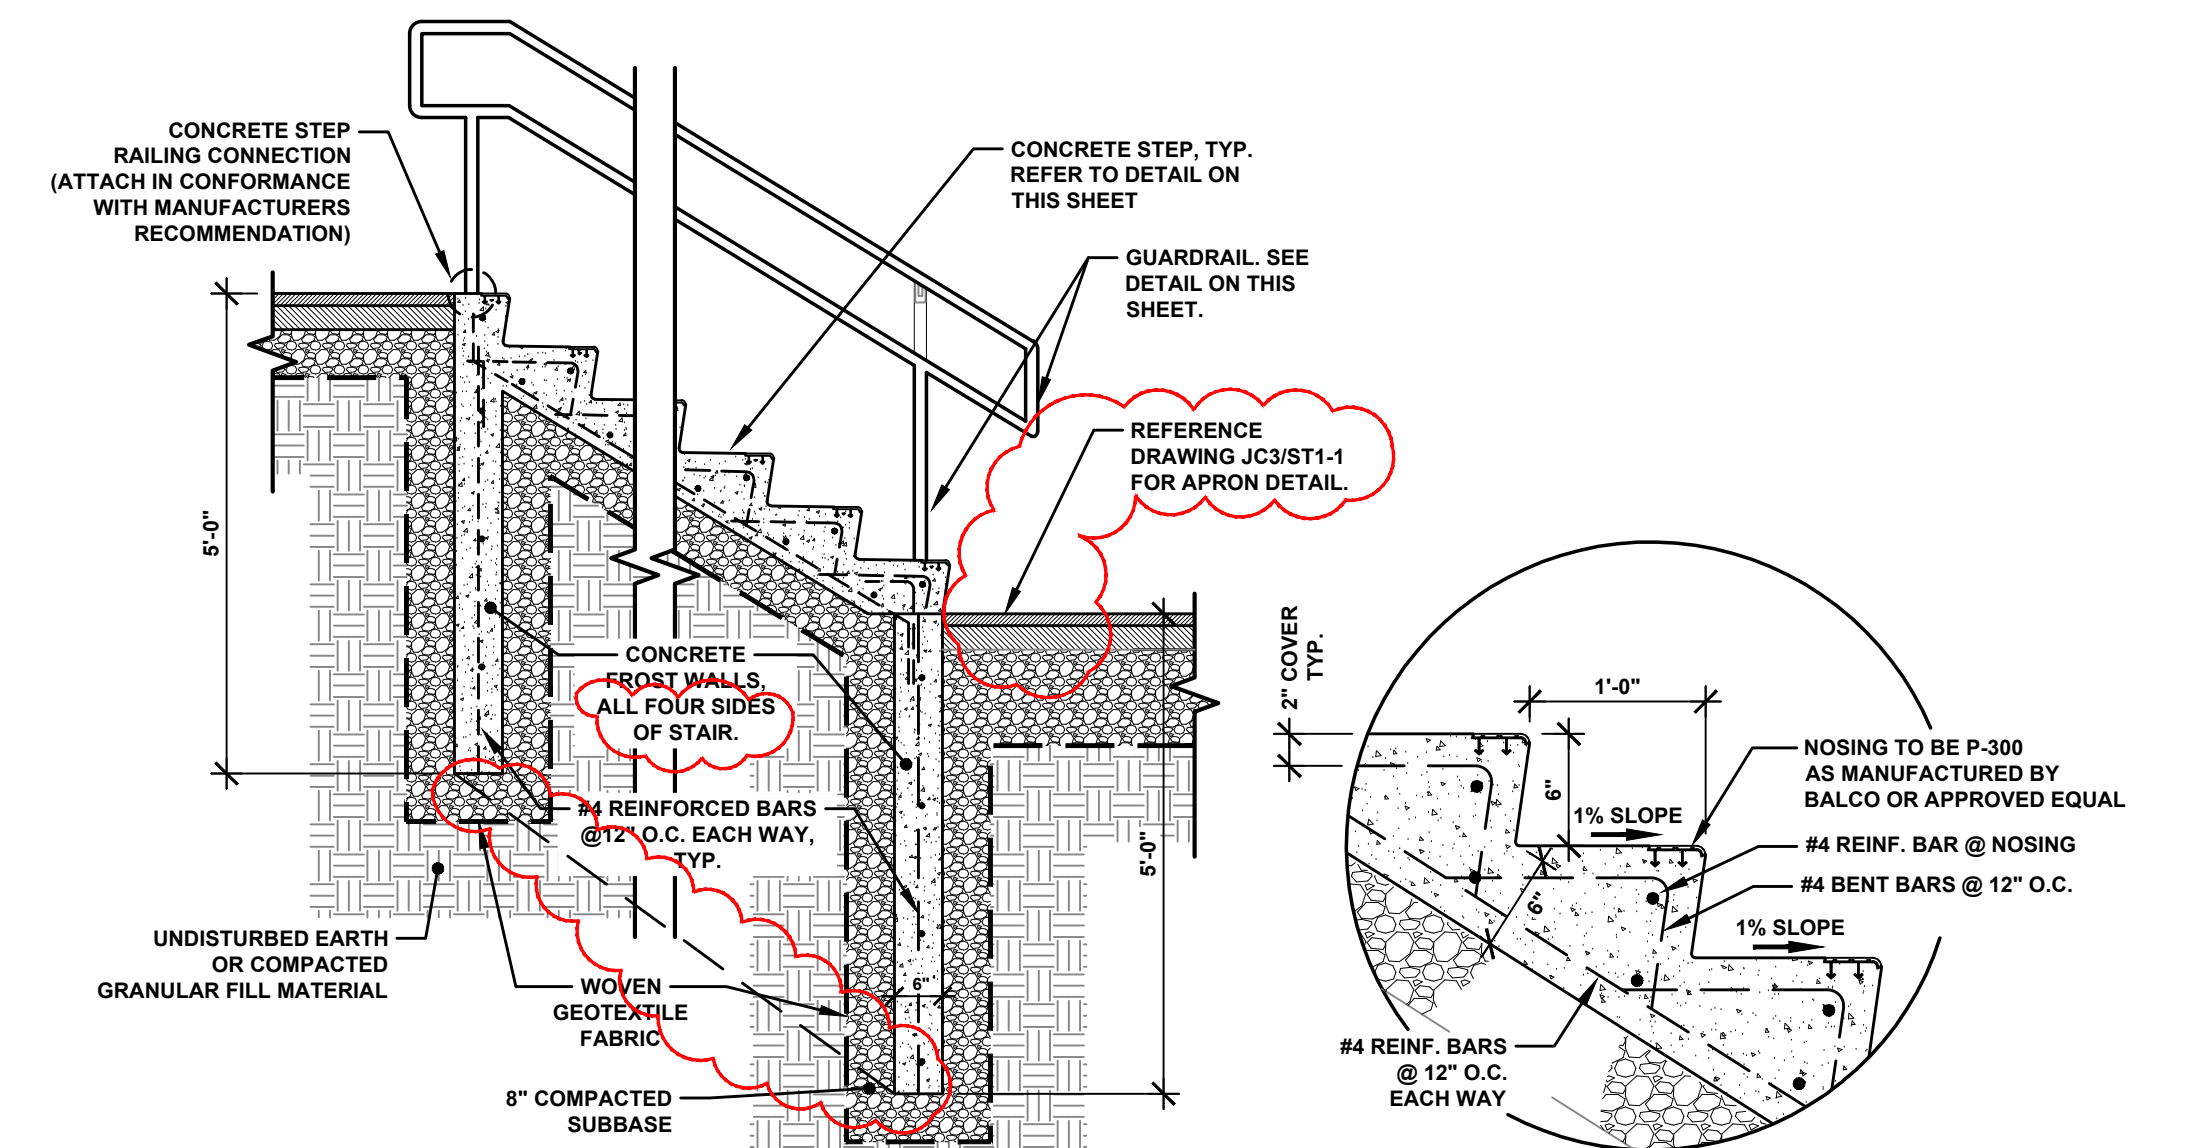 CONCRETE STEP
RAILING CONNECTION
(ATTACH IN CONFORMANCE
WITH MANUFACTURERS
RECOMMENDATION)
CONCRETE STEP, TYP.
REFER TO DETAIL ON
THIS SHEET
GUARDRAIL. SEE
DETAIL ON THIS
SHEET.
REFERENCE
DRAWING JC3/ST1-1
FOR APRON DETAIL.
5'-0"
CONCRETE
FROST WALLS,
ALL FOUR SIDES
OF STAIR.
#4 REINFORCED BARS
@12" O.C. EACH WAY,
TYP.
5'-0"
UNDISTURBED EARTH
OR COMPACTED
GRANULAR FILL MATERIAL
WOVEN
GEOTEXTILE
FABRIC
6"
8" COMPACTED
SUBBASE
2" COVER
TYP.
1'-0"
6"
1% SLOPE
NOSING TO BE P-300
AS MANUFACTURED BY
BALCO OR APPROVED EQUAL
#4 REINF. BAR @ NOSING
#4 BENT BARS @ 12" O.C.
6"
1% SLOPE
#4 REINF. BARS
@ 12" O.C.
EACH WAY